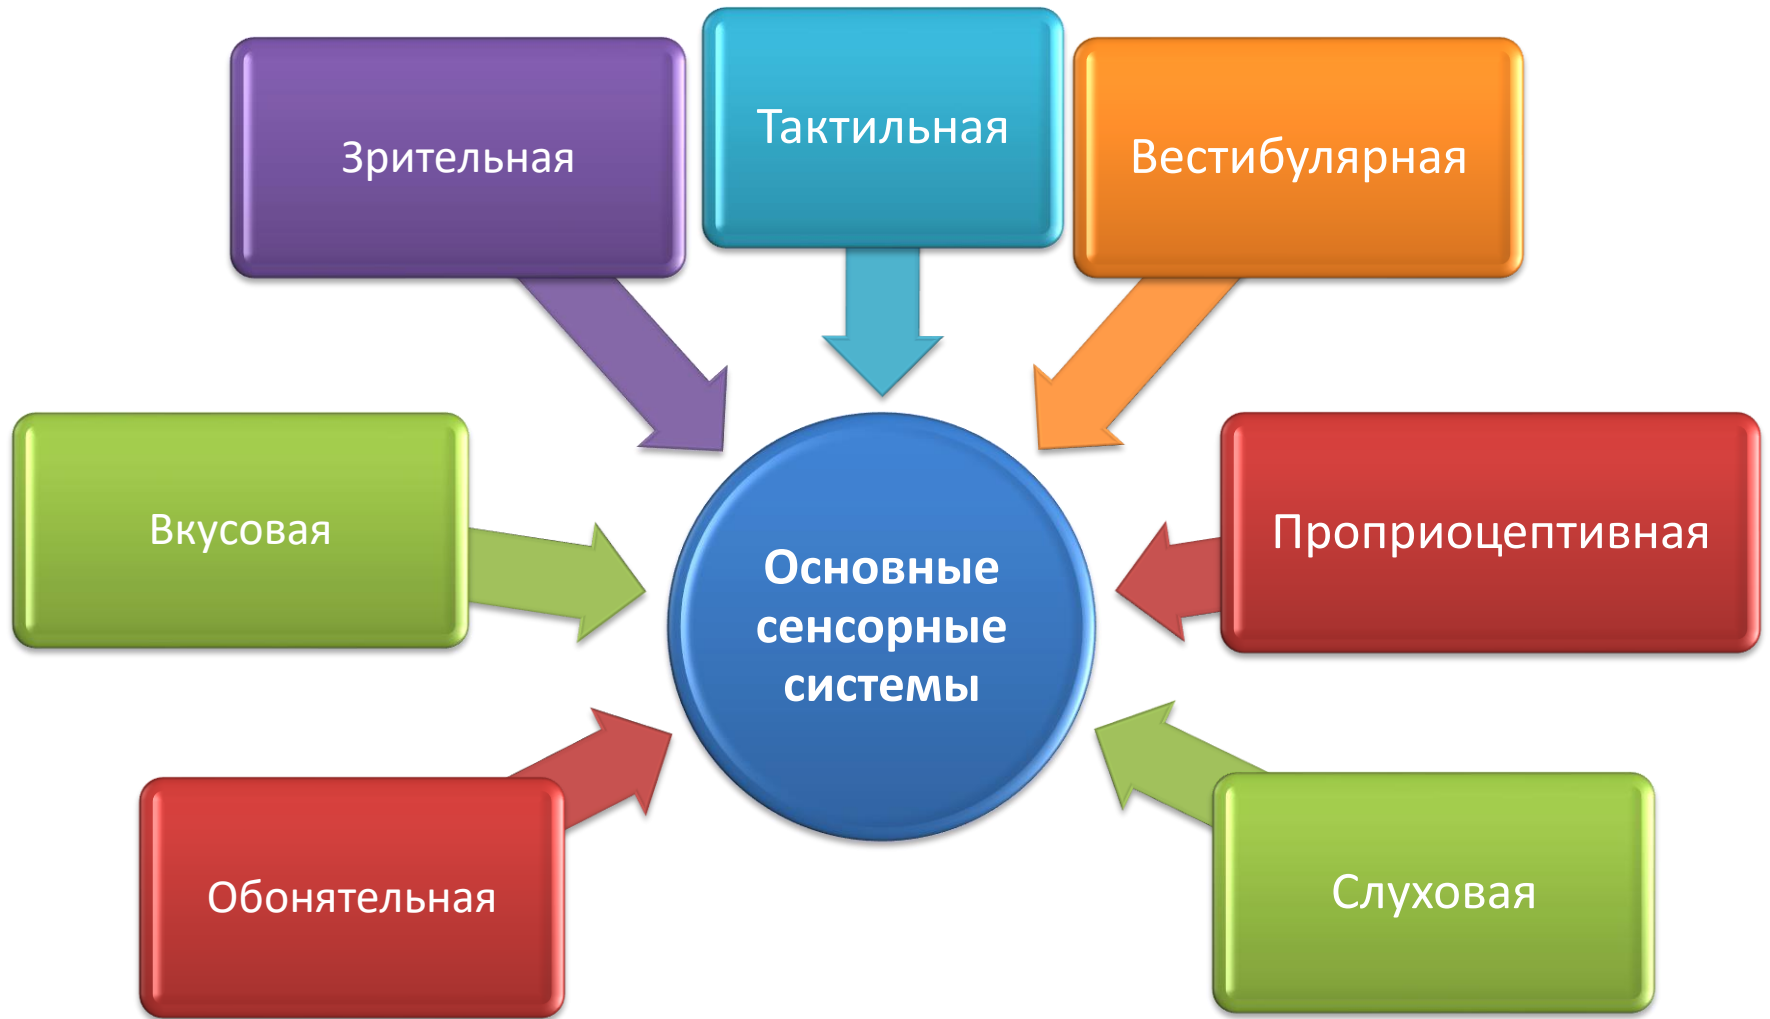 Зрительная
Тактильная
Вестибулярная
Вкусовая
Проприоцептивная
Основные
сенсорные
системы
Обонятельная
Слуховая